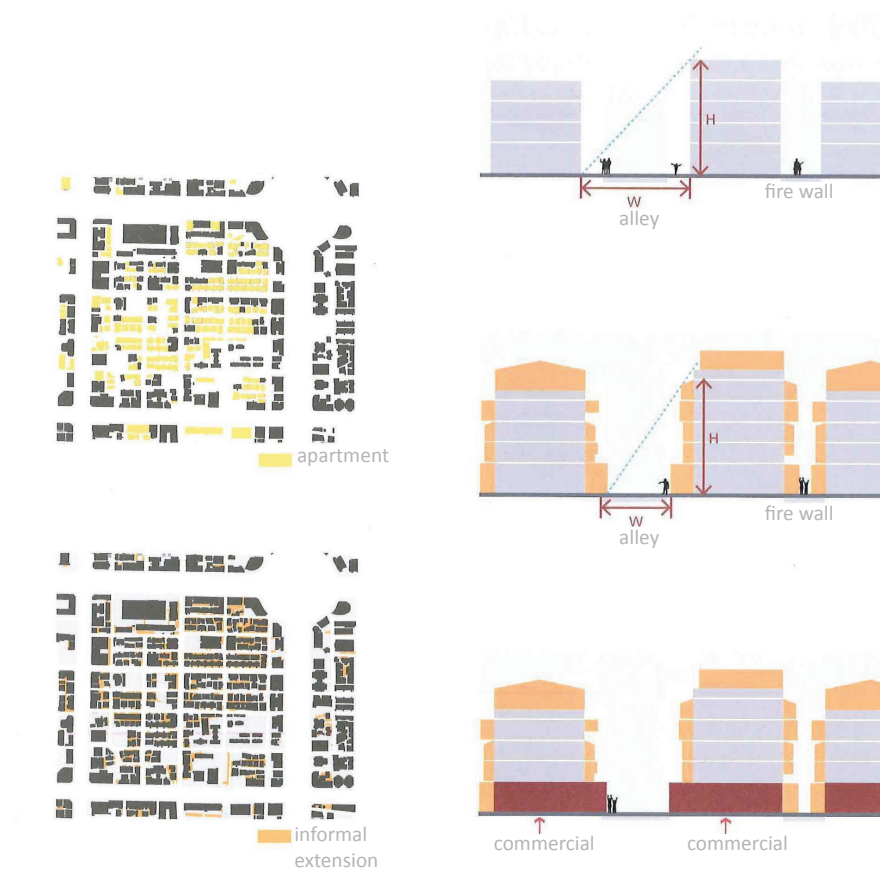 H
W
alley
fire wall
apartment
H
W
alley
fire wall
informal
extension
commercial
commercial